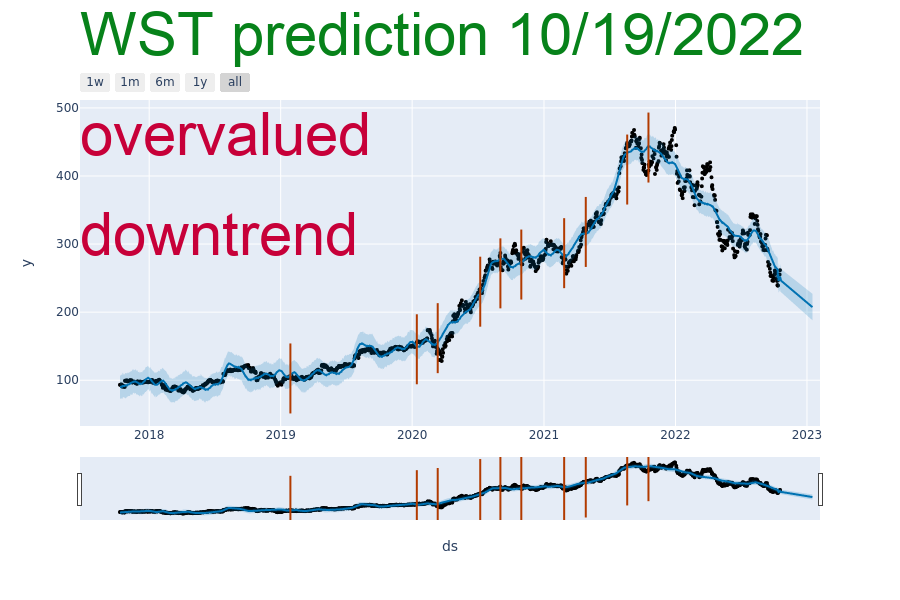 WST prediction 10/19/2022
1w 1m 6m 1y all
500
overvalued
400
downtrend
300
y
200
100
2018 2019 2020 2021 2022 2023
ds